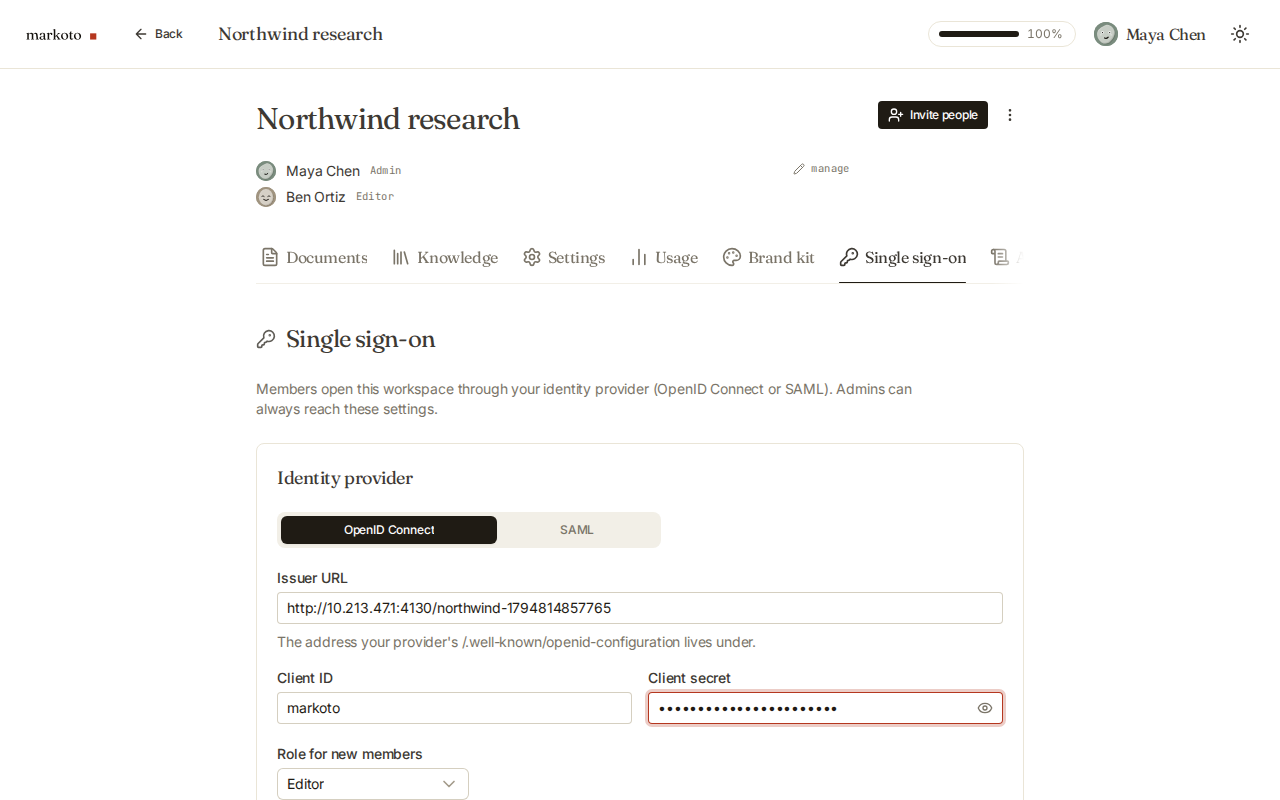 markoto
Back
Northwind research
100%
Maya Chen
Northwind research
Invite people
Maya Chen Admin
manage
Ben Ortiz Editor
Documents
Knowledge
Settings
Usage
Brand kit
Single sign-on
Single sign-on
Members open this workspace through your identity provider (OpenID Connect or SAML). Admins can
always reach these settings.
Identity provider
OpenID Connect
SAML
Issuer URL
http://10.213.47.1:4130/northwind-1794814857765
The address your provider's /.well-known/openid-configuration lives under.
Client ID
Client secret
markoto
•••••••••••••••••••••••
Role for new members
Editor